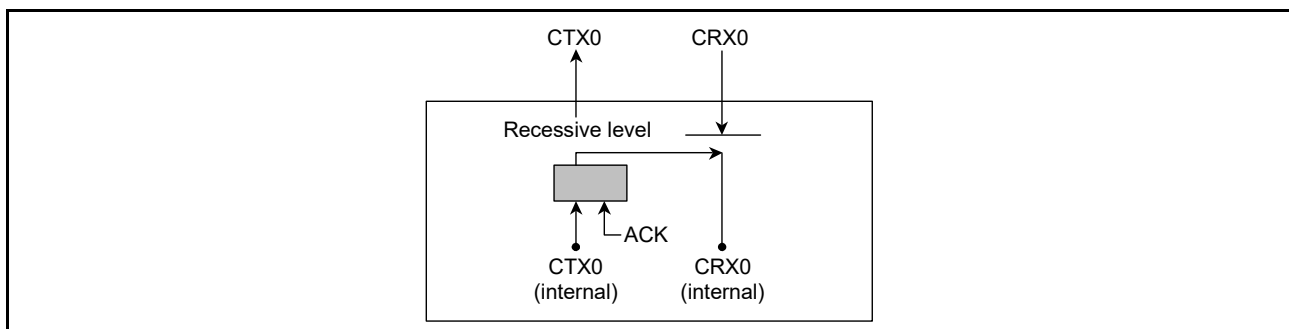 CTX0
CRX0
Recessive level
ACK
CTX0
(internal)
CRX0
(internal)